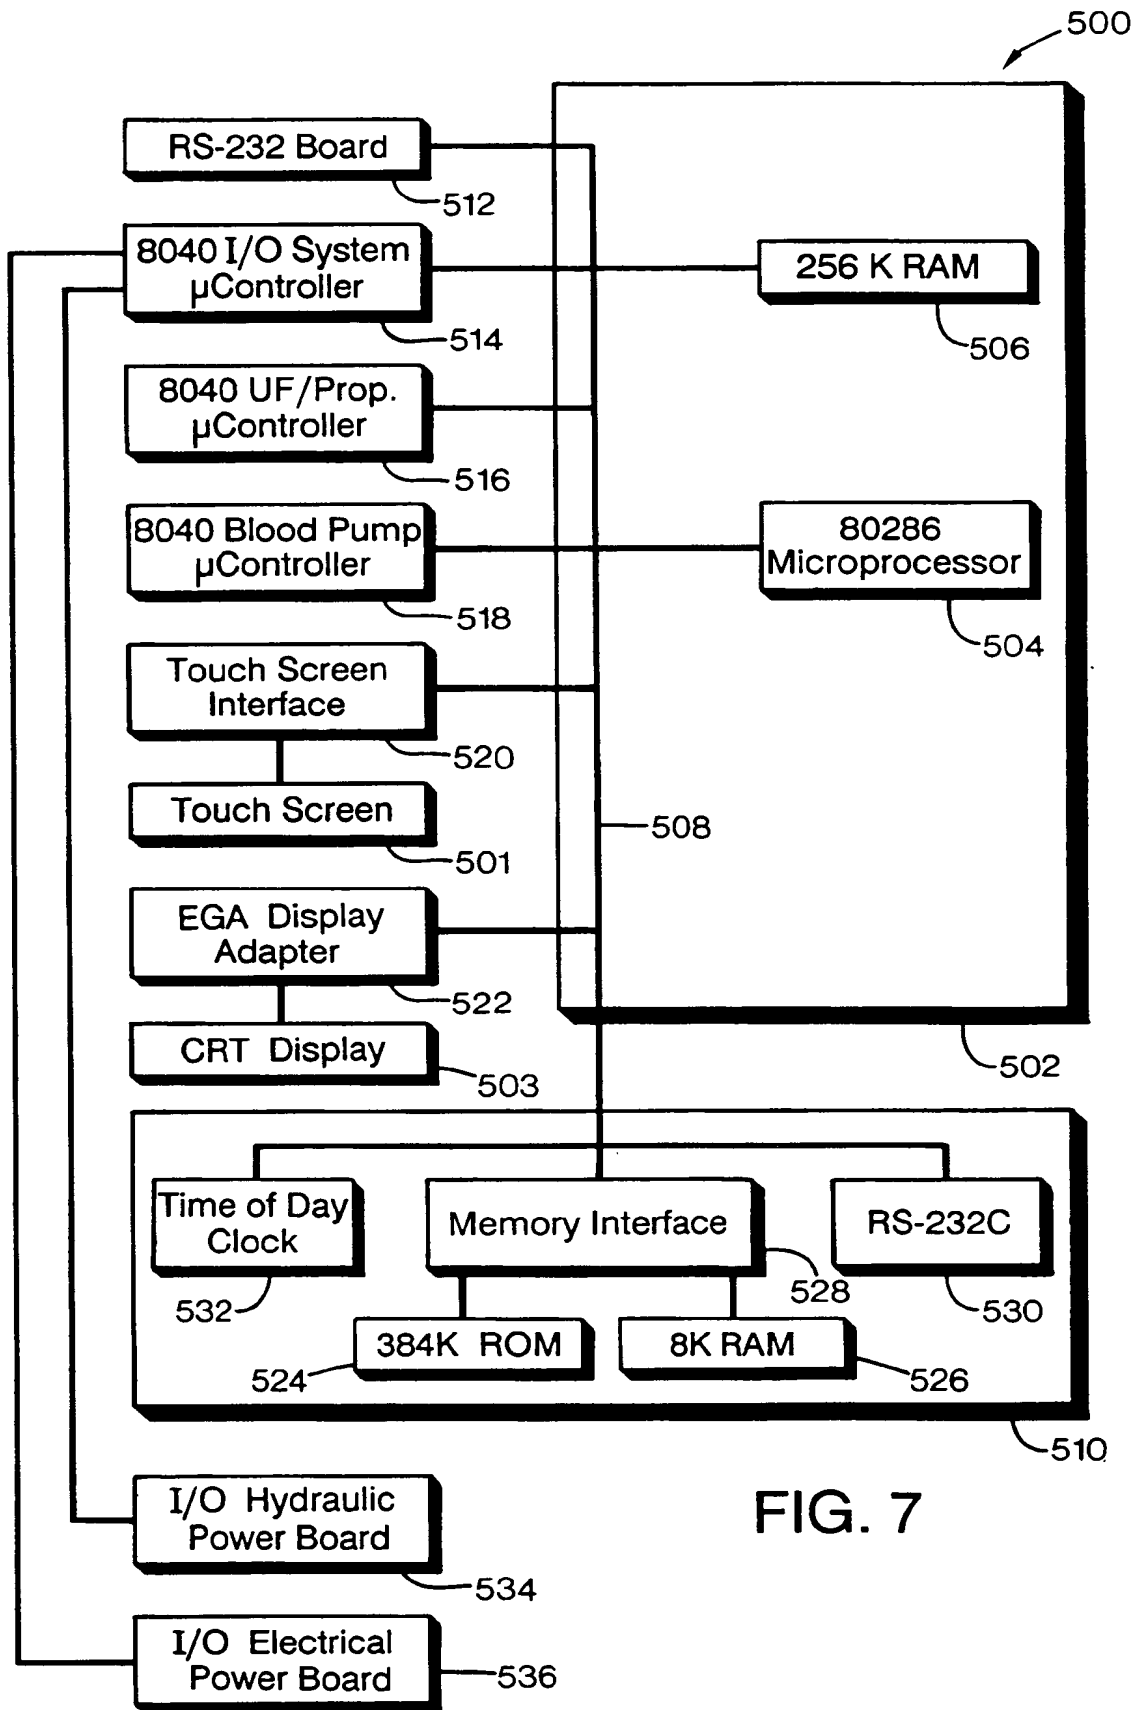 500
RS-232 Board
512
8040 I/O System
µController
514
256 K RAM
506
8040 UF/Prop.
µController
516
8040 Blood Pump
µController
518
80286
Microprocessor
504
Touch Screen
Interface
520
Touch Screen
501
508
EGA Display
Adapter
522
CRT Display
503
502
Time of Day
Clock
532
Memory Interface
528
RS-232C
530
384K ROM
524
8K RAM
526
510
I/O Hydraulic
Power Board
534
FIG. 7
I/O Electrical
Power Board
536